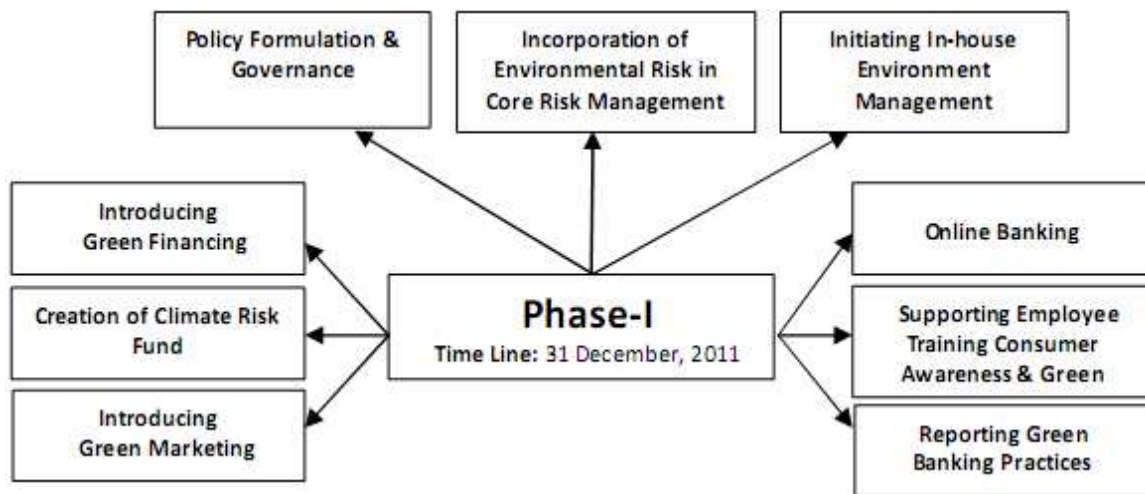 Policy Formulation &
Governance
Incorporation of
Environmental Risk in
Core Risk Management
Initiating In-house
Environment
Management
Introducing
Green Financing
Creation of Climate Risk
Fund
Introducing
Green Marketing
Phase-I
Time Line: 31 December, 2011
Online Banking
Supporting Employee
Training Consumer
Awareness & Green
Reporting Green
Banking Practices